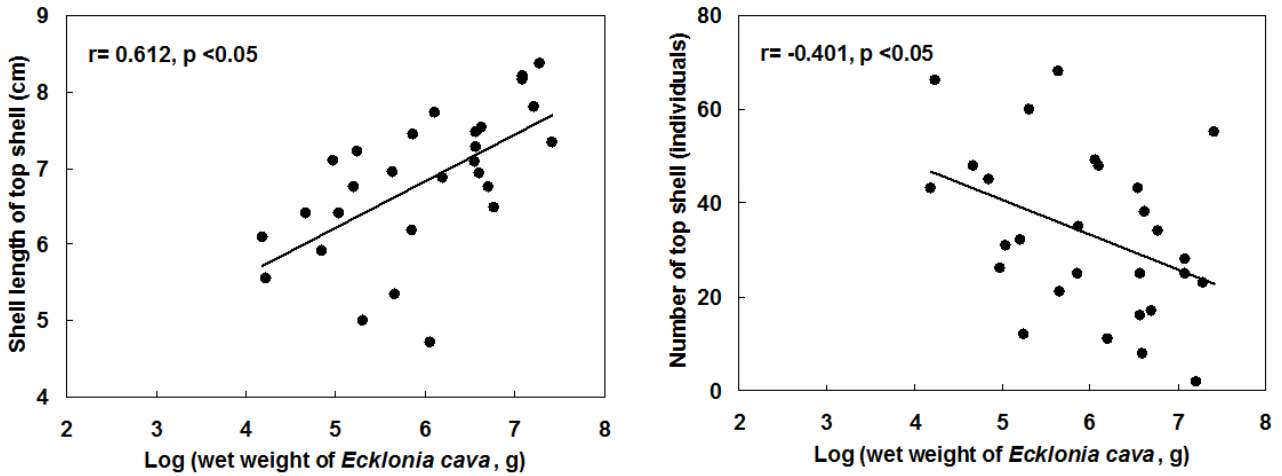 9
8
7
6
5
4
Shell length of top shell (cm)
r= 0.612, p <0.05
2 3 4 5 6 7 8
Log (wet weight of Ecklonia cava, g)
80
60
40
20
0
Number of top shell (individuals)
r= -0.401, p <0.05
2 3 4 5 6 7 8
Log (wet weight of Ecklonia cava, g)